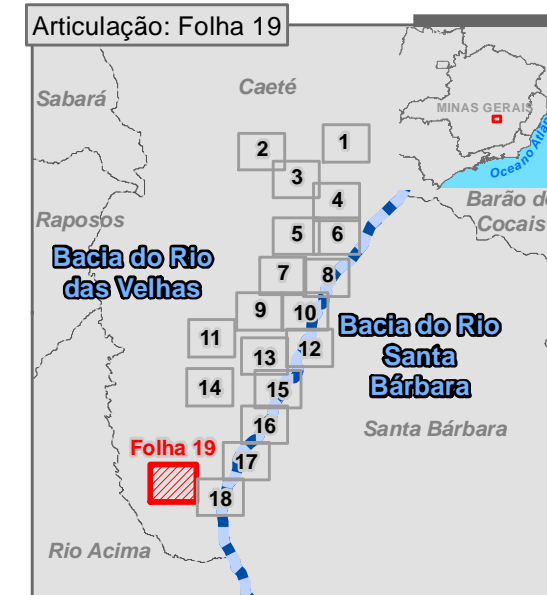 Articulação: Folha 19
Sabará
Caeté
MINAS GERAIS
1
2
3
4
Barão de
Cocais
Raposos
5
6
Bacia do Rio
das Velhas
7
8
9
10
Bacia do Rio
Santa
Bárbara
11
12
13
14
15
16
Santa Bárbara
Folha 19
17
18
Rio Acima